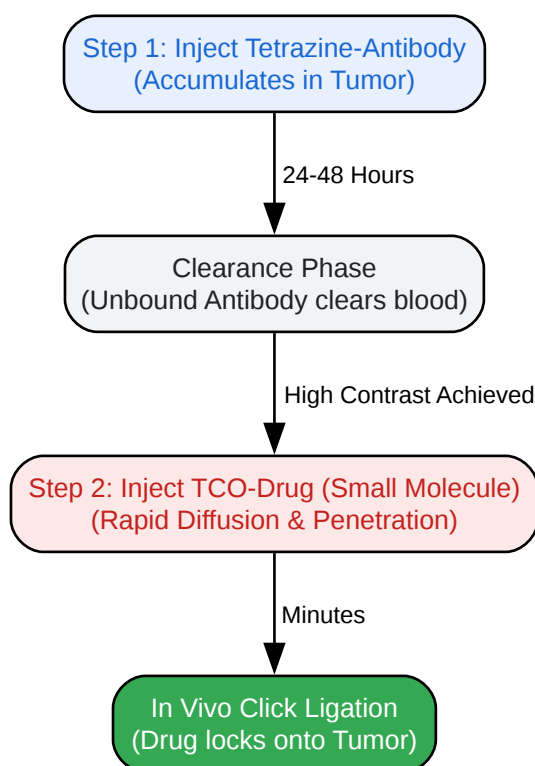 Step 1: Inject Tetrazine-Antibody
(Accumulates in Tumor)
24-48 Hours
Clearance Phase
(Unbound Antibody clears blood)
High Contrast Achieved
Step 2: Inject TCO-Drug (Small Molecule)
(Rapid Diffusion & Penetration)
Minutes
In Vivo Click Ligation
(Drug locks onto Tumor)